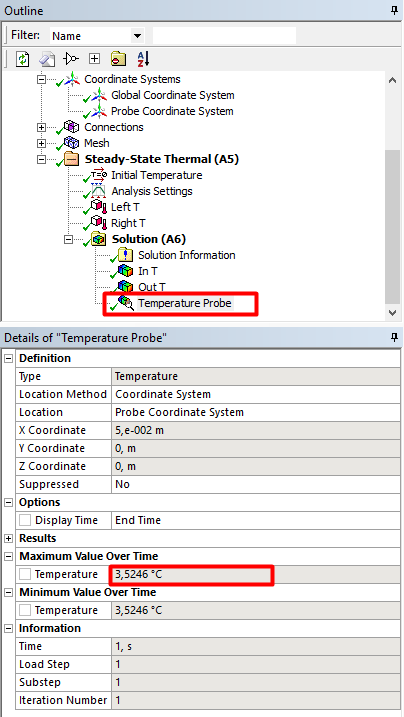 Outline
Filter: Name
Coordinate Systems
Global Coordinate System
Probe Coordinate System
Connections
Mesh
Steady-State Thermal (A5)
Initial Temperature
Analysis Settings
Left T
Right T
Solution (A6)
Solution Information
In T
Out T
Temperature Probe
Details of "Temperature Probe"
Definition
Type Temperature
Location Method Coordinate System
Location Probe Coordinate System
X Coordinate 5,e-002 m
Y Coordinate 0, m
Z Coordinate 0, m
Suppressed No
Options
Display Time End Time
Results
Maximum Value Over Time
Temperature 3,5246 °C
Minimum Value Over Time
Temperature 3,5246 °C
Information
Time 1, s
Load Step 1
Substep 1
Iteration Number 1